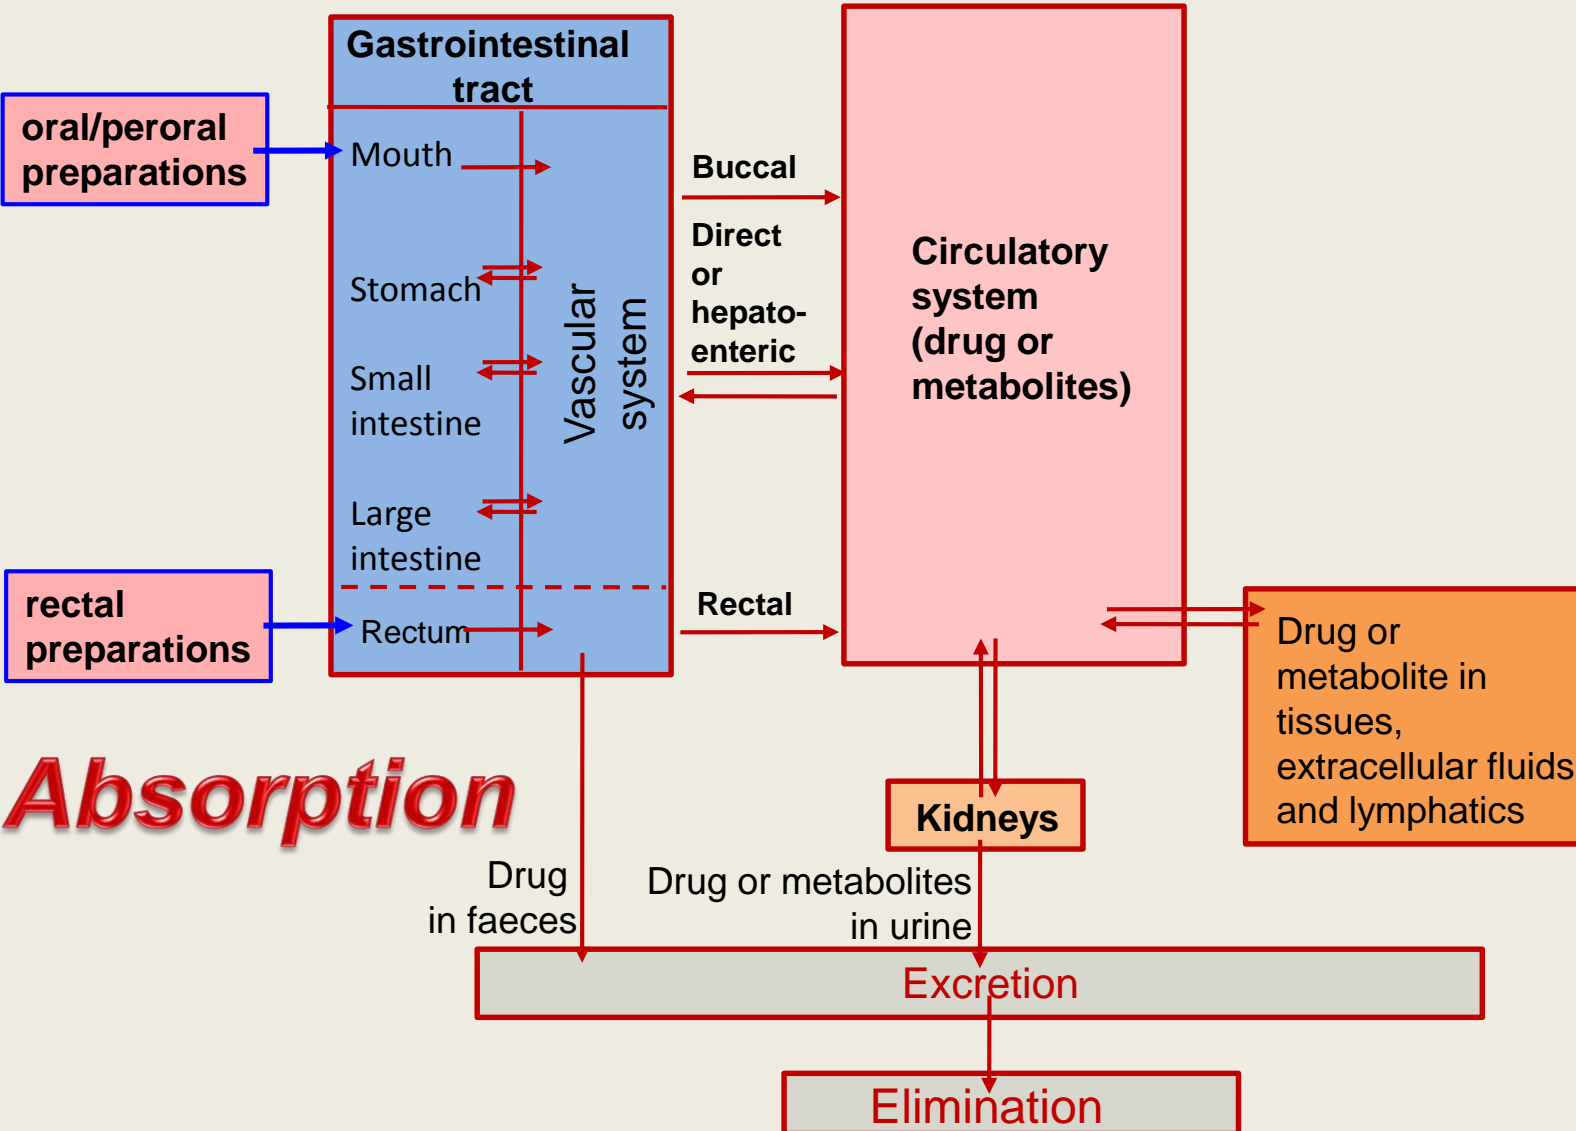 Gastrointestinal
tract
oral/peroral
preparations
Mouth
Stomach
Small
intestine
Large
intestine
Rectum
Vascular
system
rectal
preparations
Buccal
Direct
or
hepato-
enteric
Rectal
Circulatory
system
(drug or
metabolites)
Drug or
metabolite in
tissues,
extracellular fluids
and lymphatics
Absorption
Kidneys
Drug
in faeces
Drug or metabolites
in urine
Excretion
Elimination